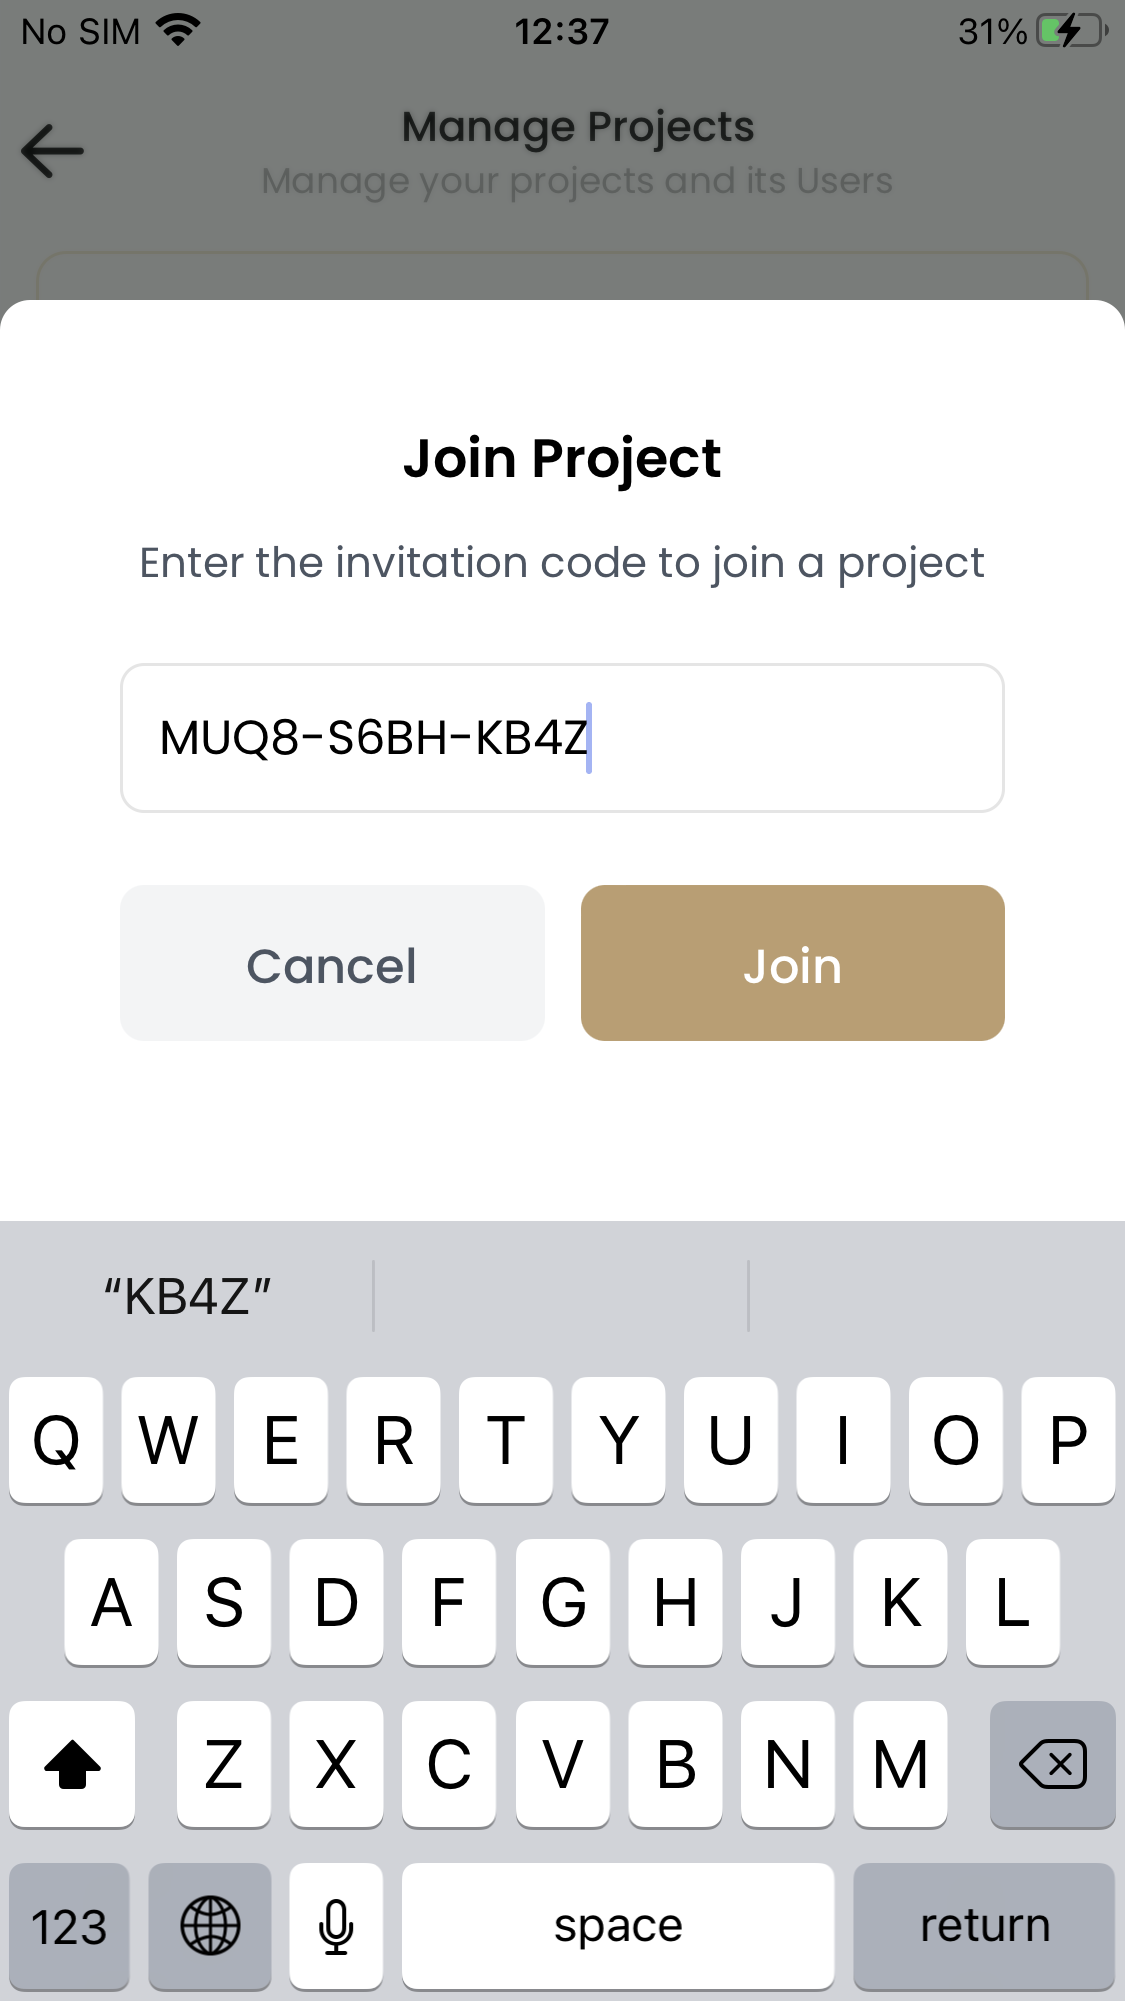 No SIM 12:37 31%
Manage Projects
Manage your projects and its Users
Join Project
Enter the invitation code to join a project
MUQ8-S6BH-KB4Z
Cancel Join
“KB4Z”
Q W E R T Y U I O P
A S D F G H J K L
Z X C V B N M
123 space return